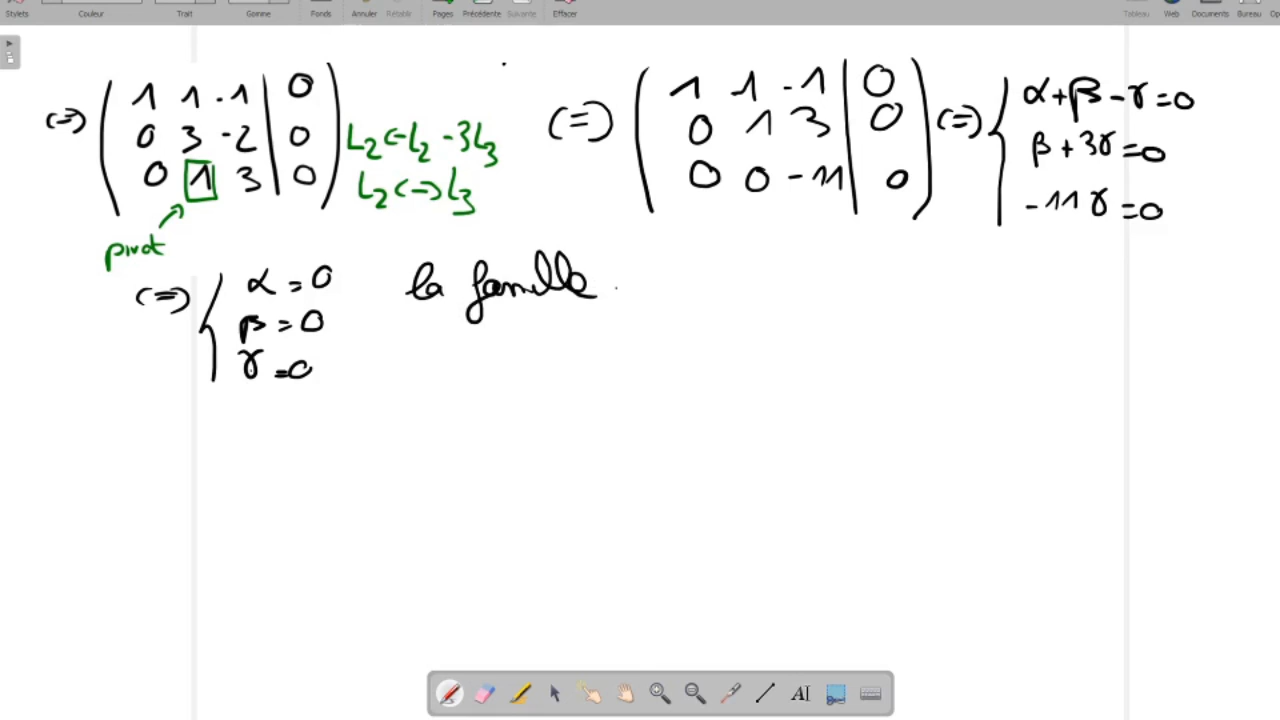 Stylets Couleur Trait Gomme Fonds Annuler Rétablir Pages Précédente Suivante Effacer Tableau Web Documents Bureau
(=) ( 1 1 -1 | 0 )
( 0 3 -2 | 0 ) L₂ <- L₂ - 3L₃
( 0 1 3 | 0 ) L₂ <-> L₃
pivot
(=) ( 1 1 -1 | 0 )
( 0 1 3 | 0 )
( 0 0 -11 | 0 )
(=) { α+β-γ=0
β+3γ=0
-11γ=0
(=) { α=0
β=0
γ=0
la famille
AI